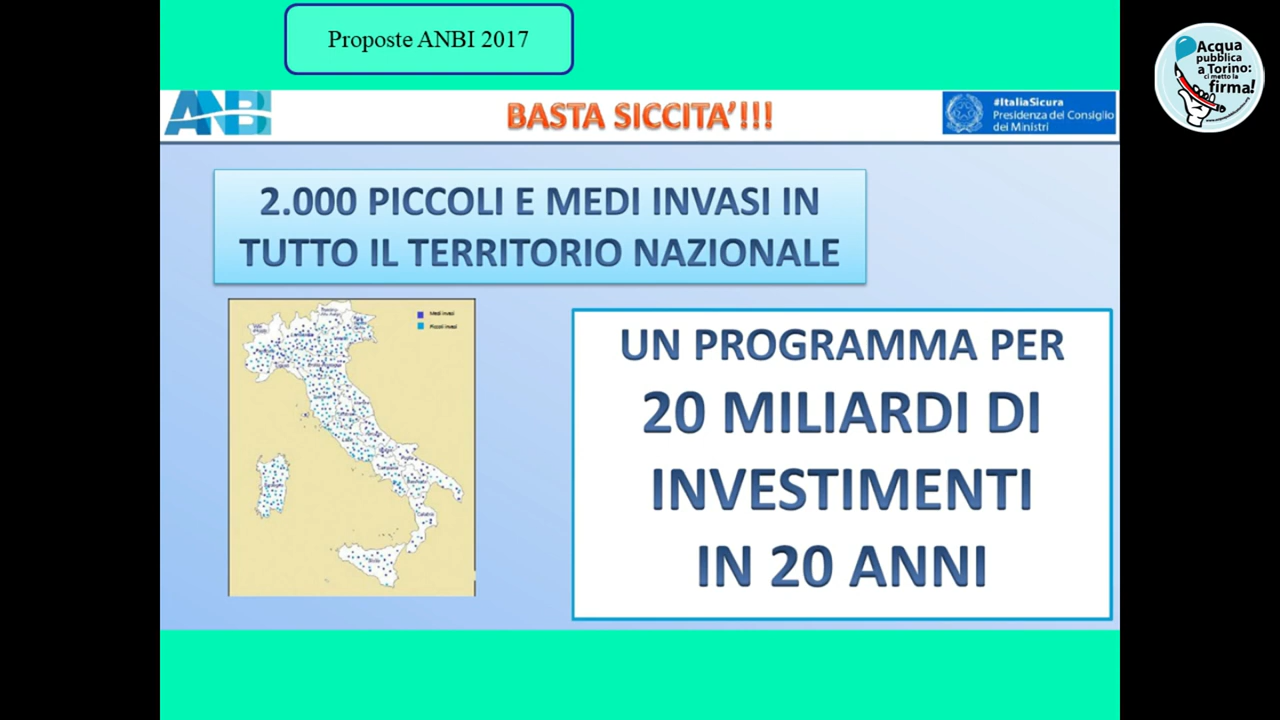 Proposte ANBI 2017
Acqua
pubblica
a Torino:
ci metto la
firma!
ANBI
BASTA SICCITA’!!!
#ItaliaSicura
Presidenza del Consiglio
dei Ministri
2.000 PICCOLI E MEDI INVASI IN
TUTTO IL TERRITORIO NAZIONALE
Medi invasi
Piccoli invasi
UN PROGRAMMA PER
20 MILIARDI DI
INVESTIMENTI
IN 20 ANNI